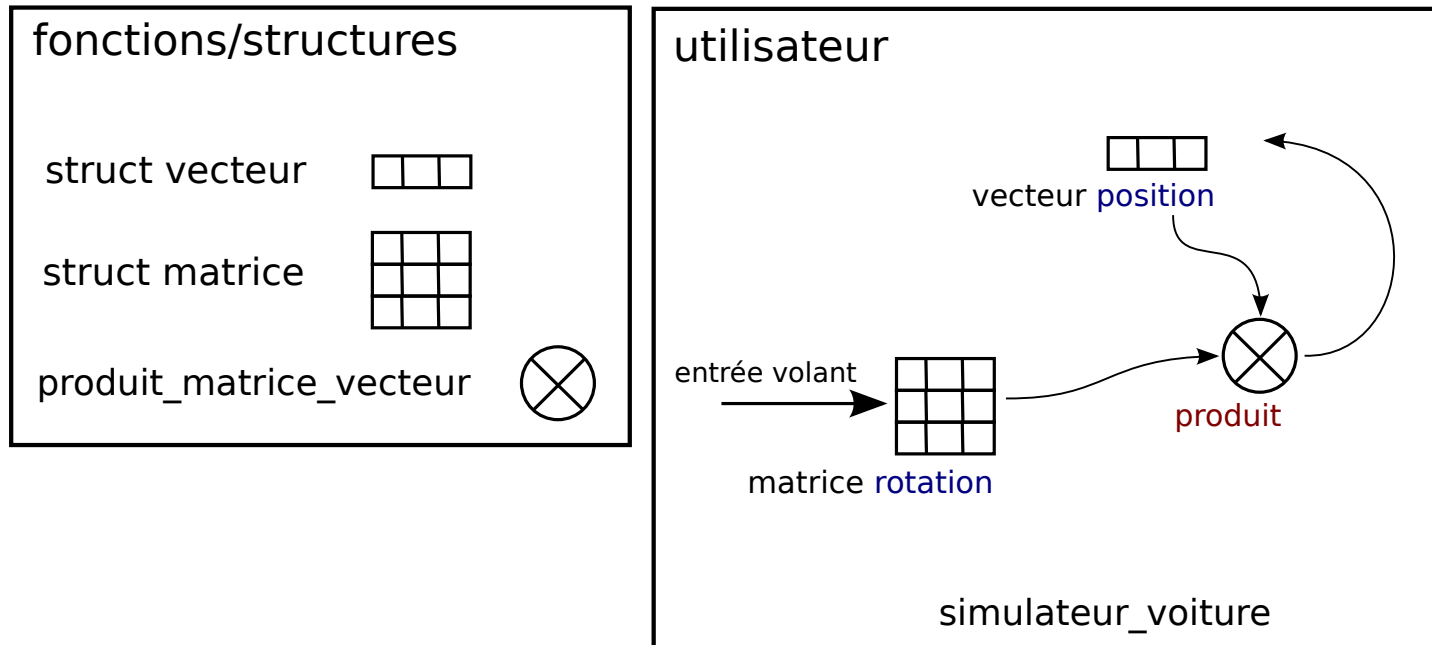 fonctions/structures
struct vecteur
struct matrice
produit_matrice_vecteur
utilisateur
vecteur position
entrée volant
produit
matrice rotation
simulateur_voiture